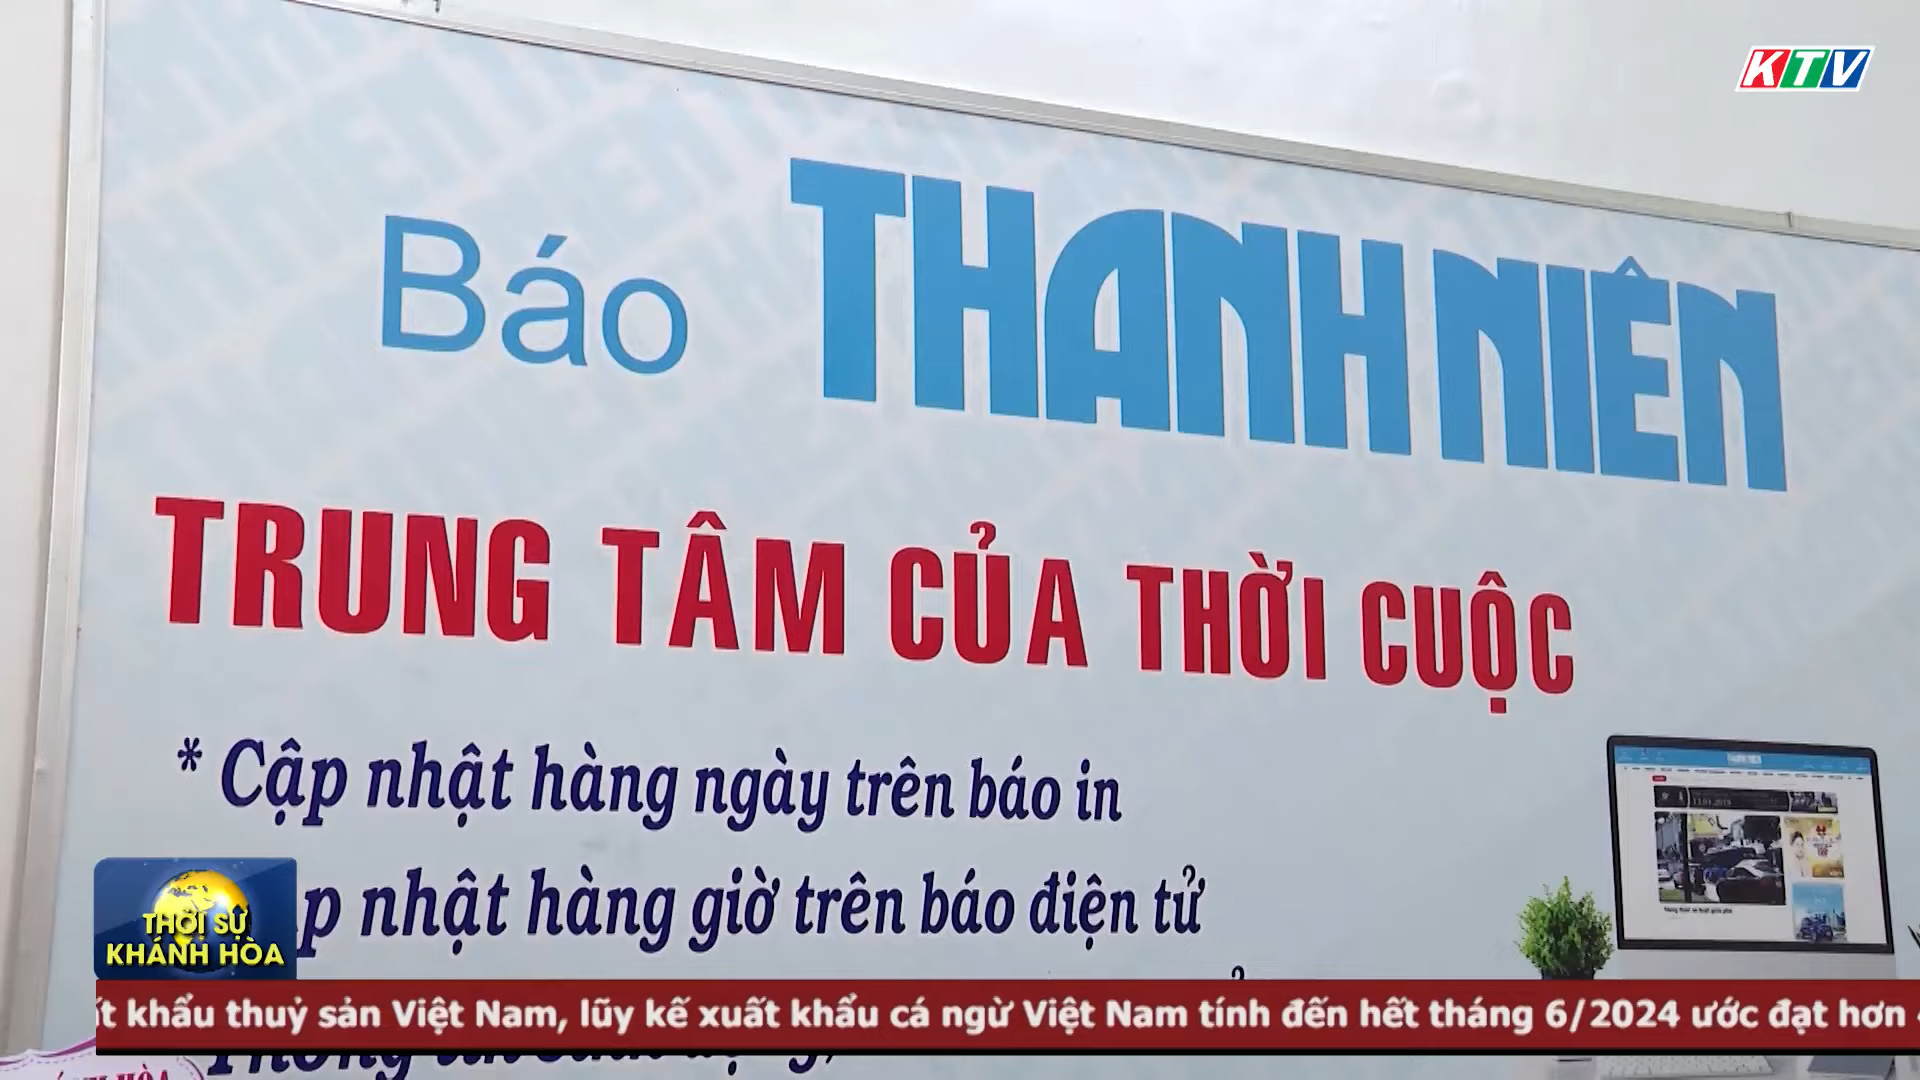 KTV
Báo THANH NIÊN
TRUNG TÂM CỦA THỜI CUỘC
* Cập nhật hàng ngày trên báo in
nhật hàng giờ trên báo điện tử
THỜI SỰ
KHÁNH HÒA
khẩu thuỷ sản Việt Nam, lũy kế xuất khẩu cá ngừ Việt Nam tính đến hết tháng 6/2024 ước đạt hơn